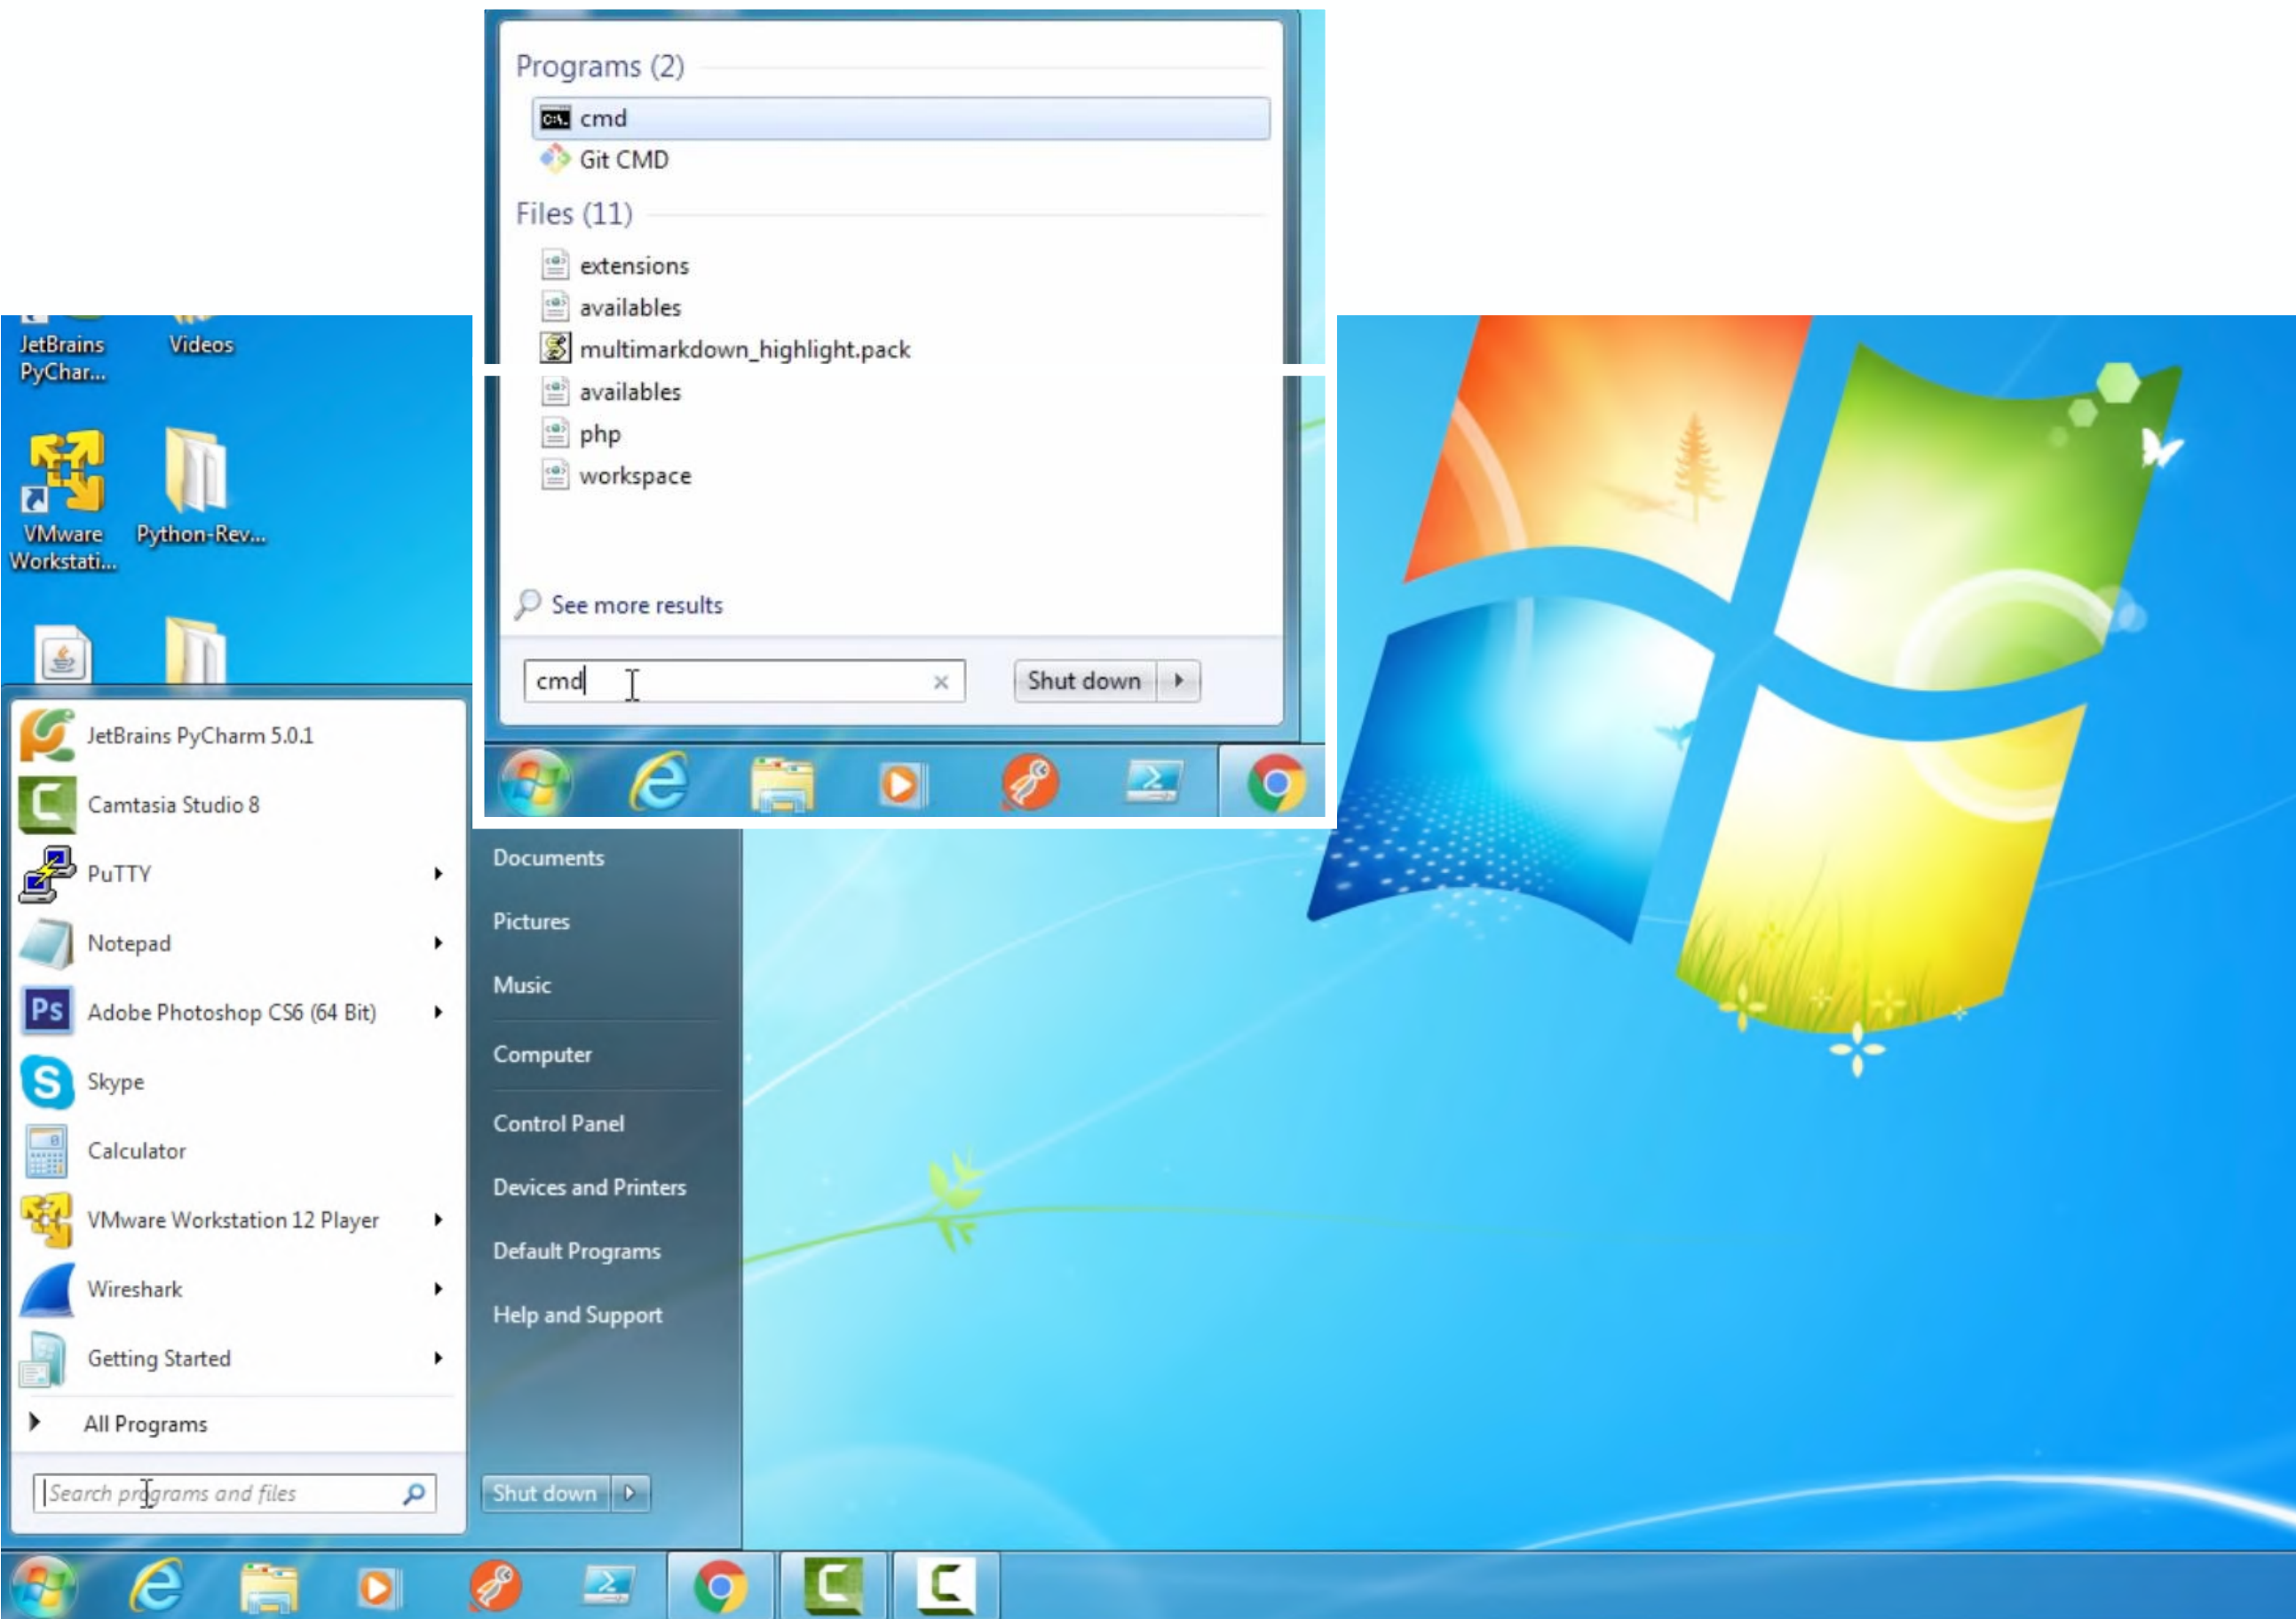 Programs (2)
cmd
Git CMD
Files (11)
extensions
availables
multimarkdown_highlight.pack
availables
php
workspace
See more results
cmd
Shut down
JetBrains
PyChar...
Videos
VMware
Workstati...
Python-Rev...
JetBrains PyCharm 5.0.1
Camtasia Studio 8
PuTTY
Notepad
Ps
Adobe Photoshop CS6 (64 Bit)
Skype
Calculator
VMware Workstation 12 Player
Wireshark
Getting Started
All Programs
Search programs and files
Documents
Pictures
Music
Computer
Control Panel
Devices and Printers
Default Programs
Help and Support
Shut down